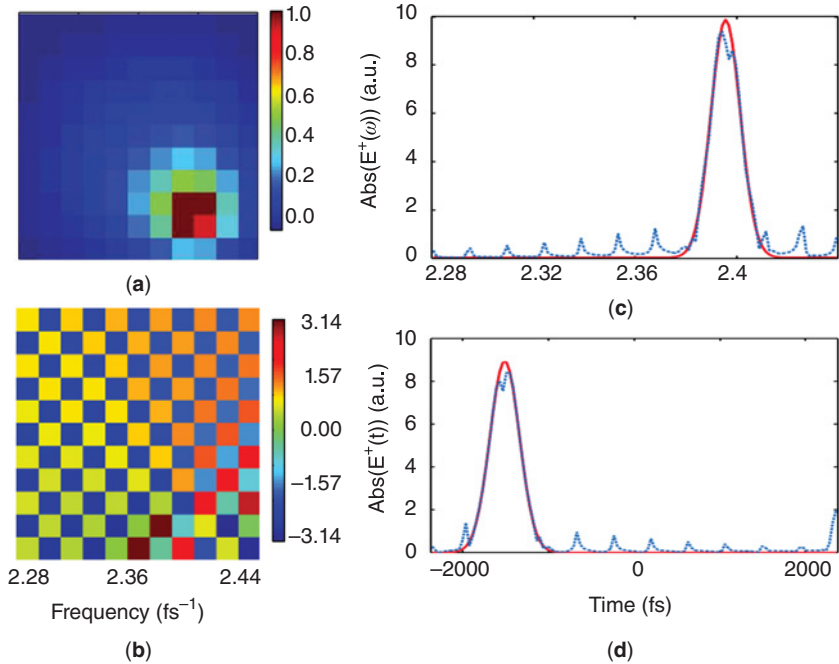 1.0
0.8
0.6
0.4
0.2
0.0
(a)
3.14
1.57
0.00
−1.57
−3.14
2.28 2.36 2.44
Frequency (fs⁻¹)
(b)
Abs(E⁺(ω)) (a.u.)
10
8
6
4
2
0
2.28 2.32 2.36 2.4
(c)
Abs(E⁺(t)) (a.u.)
10
8
6
4
2
0
−2000 0 2000
Time (fs)
(d)